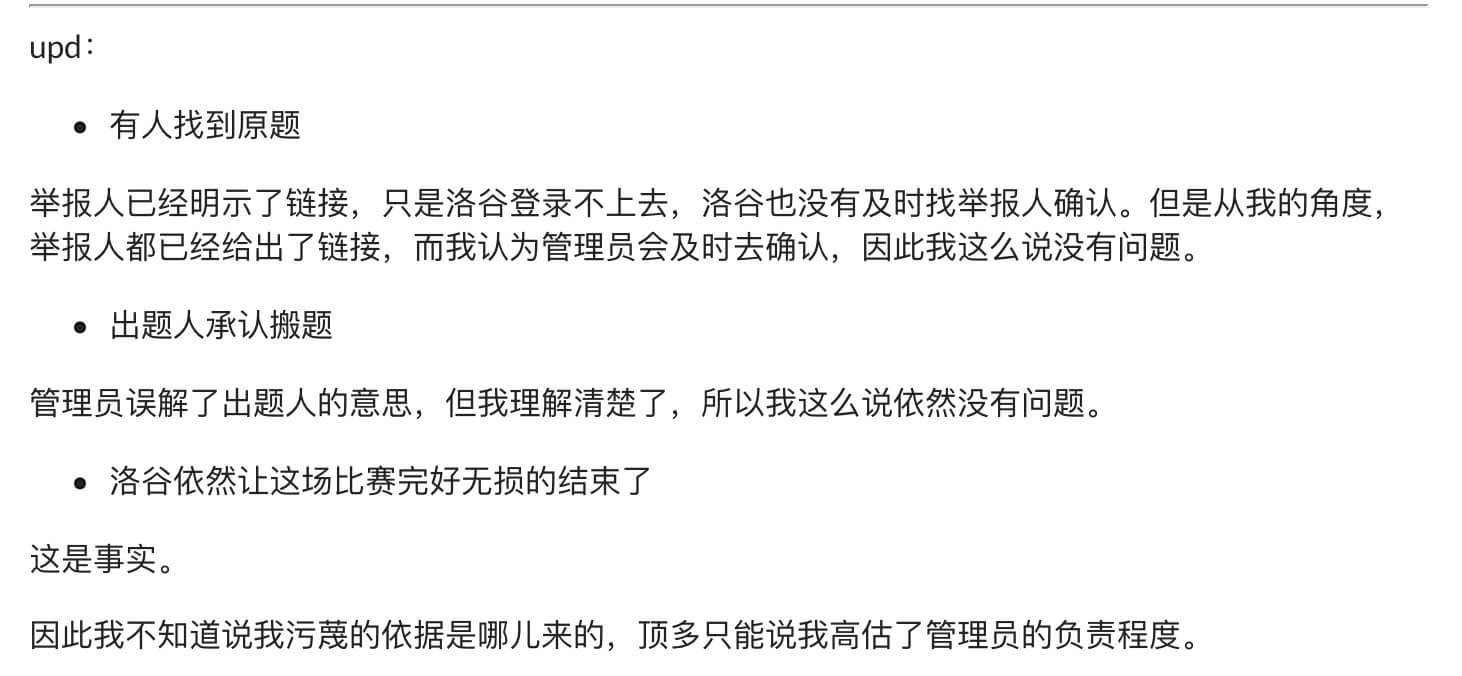 upd：
有人找到原题
举报人已经明示了链接，只是洛谷登录不上去，洛谷也没有及时找举报人确认。但是从我的角度，
举报人都已经给出了链接，而我认为管理员会及时去确认，因此我这么说没有问题。
出题人承认搬题
管理员误解了出题人的意思，但我理解清楚了，所以我这么说依然没有问题。
洛谷依然让这场比赛完好无损的结束了
这是事实。
因此我不知道说我污蔑的依据是哪儿来的，顶多只能说我高估了管理员的负责程度。